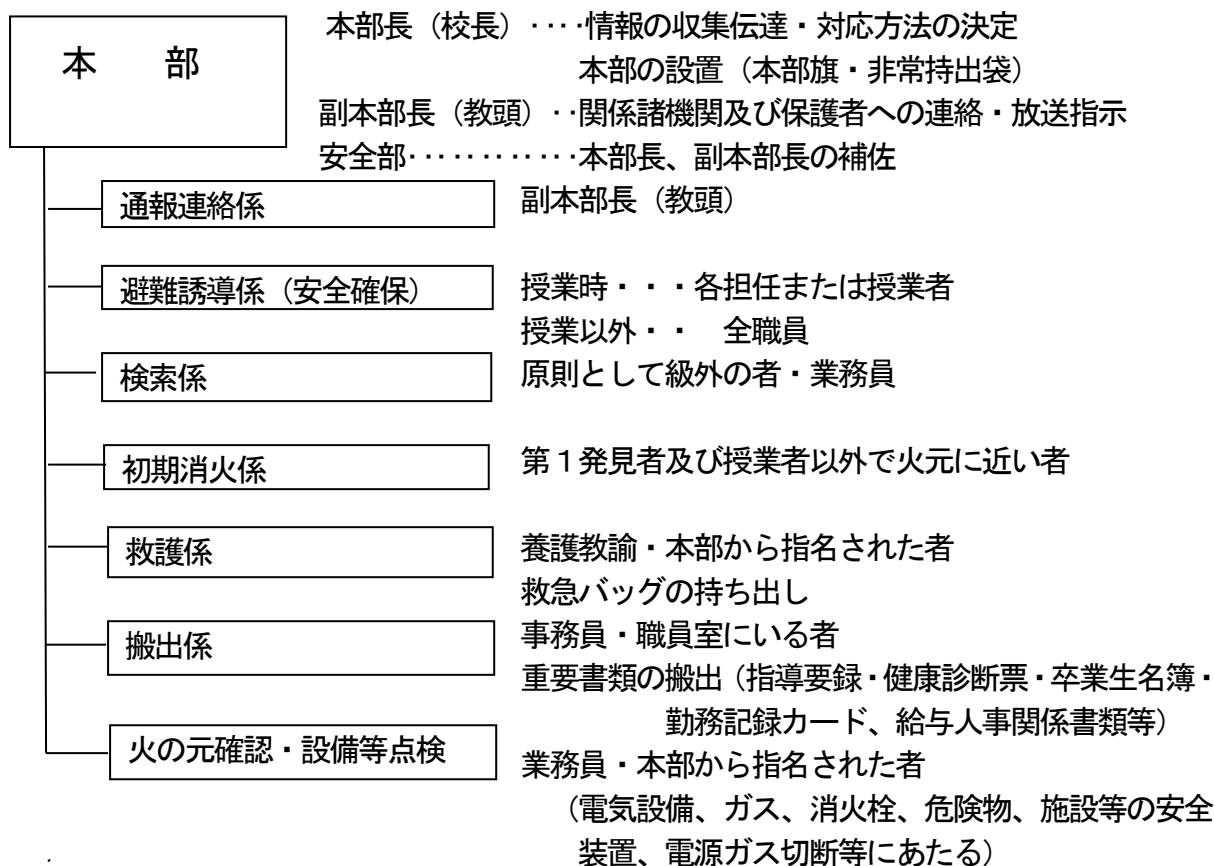 本　　部
本部長（校長）‥‥情報の収集伝達・対応方法の決定
本部の設置（本部旗・非常持出袋）
副本部長（教頭）‥関係諸機関及び保護者への連絡・放送指示
安全部‥‥‥‥‥‥本部長、副本部長の補佐
通報連絡係　副本部長（教頭）
避難誘導係（安全確保）　授業時・・・各担任または授業者
授業以外・・　全職員
検索係　原則として級外の者・業務員
初期消火係　第１発見者及び授業者以外で火元に近い者
救護係　養護教諭・本部から指名された者
救急バッグの持ち出し
搬出係　事務員・職員室にいる者
重要書類の搬出（指導要録・健康診断票・卒業生名簿・
勤務記録カード、給与人事関係書類等）
火の元確認・設備等点検　業務員・本部から指名された者
（電気設備、ガス、消火栓、危険物、施設等の安全
装置、電源ガス切断等にあたる）